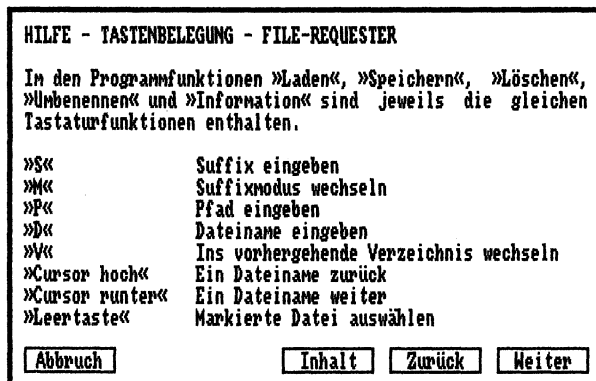 HILFE - TASTENBELEGUNG - FILE-REQUESTER
In den Programmfunktionen »Laden«, »Speichern«, »Löschen«,
»Umbenennen« und »Information« sind jeweils die gleichen
Tastaturfunktionen enthalten.
»S« Suffix eingeben
»M« Suffixmodus wechseln
»P« Pfad eingeben
»D« Dateiname eingeben
»V« Ins vorhergehende Verzeichnis wechseln
»Cursor hoch« Ein Dateiname zurück
»Cursor runter« Ein Dateiname weiter
»Leertaste« Markierte Datei auswählen
Abbruch Inhalt Zurück Weiter